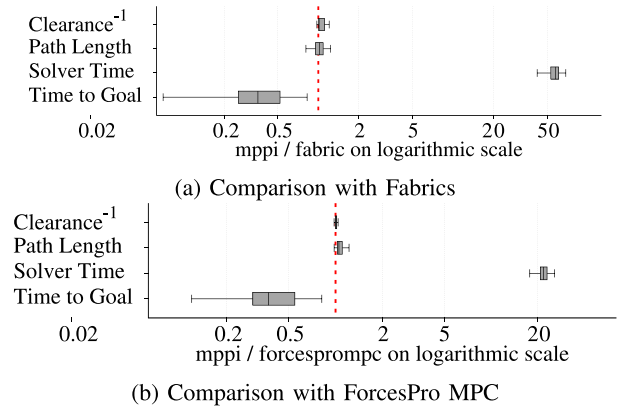 Clearance-1
Path Length
Solver Time
Time to Goal
0.02 0.2 0.5 2 5 20 50
mppi / fabric on logarithmic scale
(a) Comparison with Fabrics
Clearance-1
Path Length
Solver Time
Time to Goal
0.02 0.2 0.5 2 5 20
mppi / forcesprompc on logarithmic scale
(b) Comparison with ForcesPro MPC